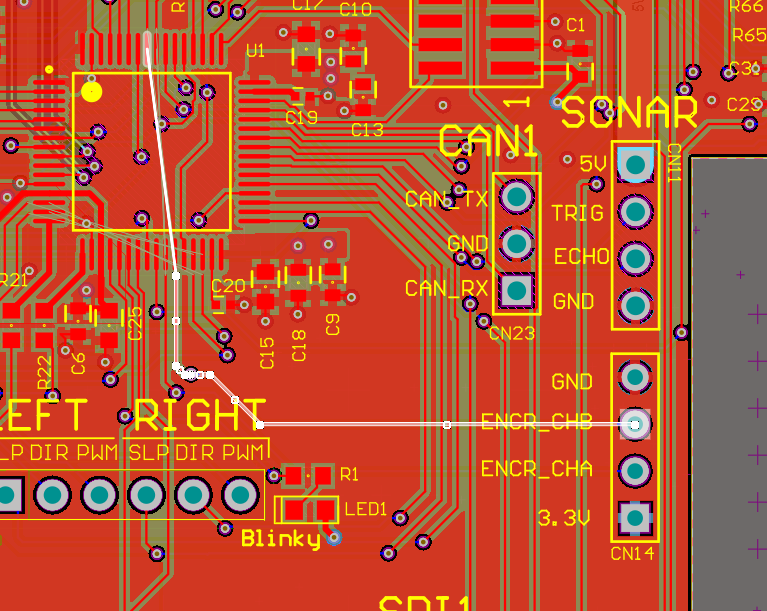 C17
C10
R66
C1
R65
U1
C19
C13
1
C29
SONAR
CAN1
CN11
5V
CAN_TX
TRIG
GND
ECHO
CAN_RX
GND
R21
C20
CN23
C25
C15
C18
C9
R22
C6
GND
LEFT RIGHT
ENCR_CHB
SLP DIR PWM SLP DIR PWM
ENCR_CHA
R1
LED1
3.3V
Blinky
CN14
SPI1